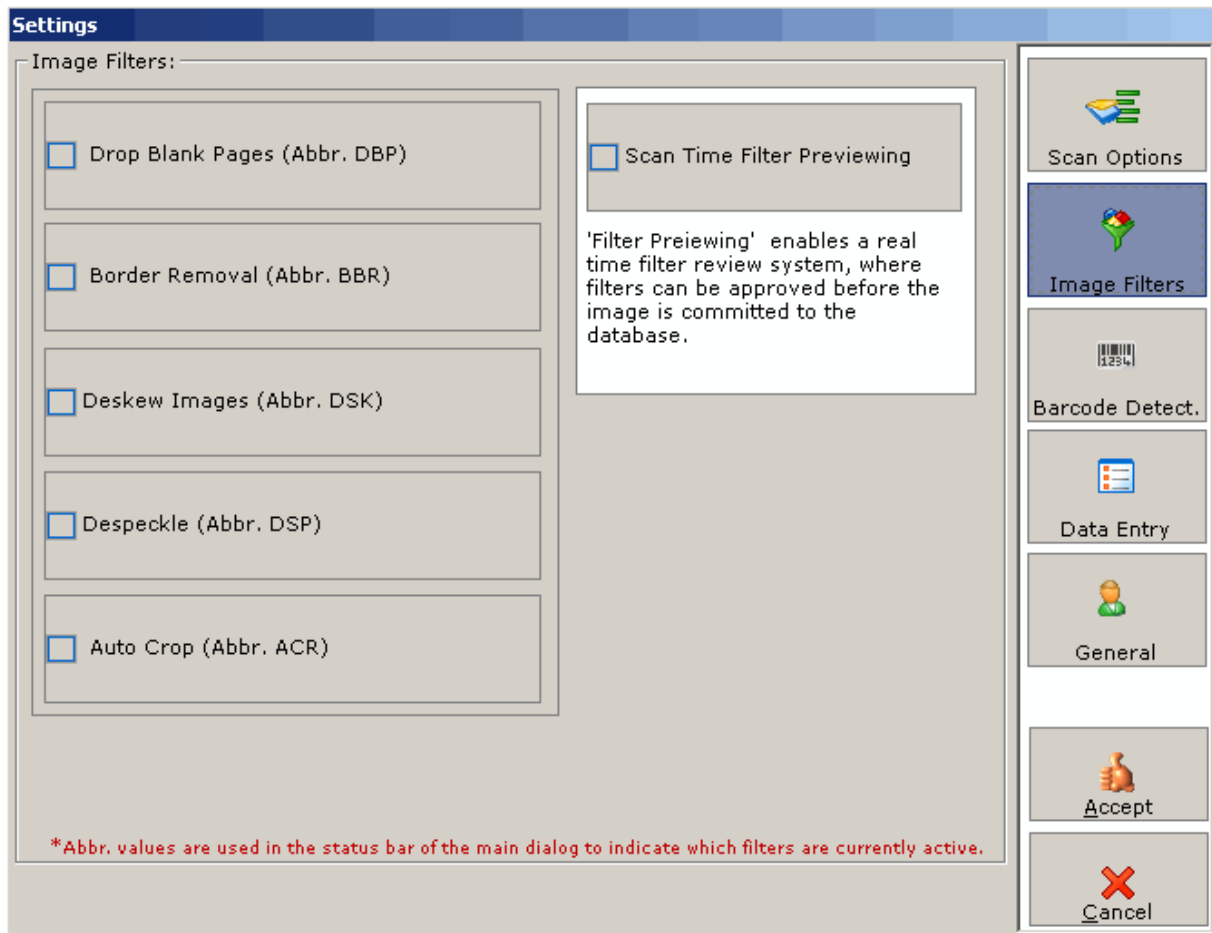 Settings
Image Filters:
Drop Blank Pages (Abbr. DBP)
Border Removal (Abbr. BBR)
Deskew Images (Abbr. DSK)
Despeckle (Abbr. DSP)
Auto Crop (Abbr. ACR)
Scan Time Filter Previewing
'Filter Preiewing'  enables a real
time filter review system, where
filters can be approved before the
image is committed to the
database.
*Abbr. values are used in the status bar of the main dialog to indicate which filters are currently active.
Scan Options
Image Filters
1234
Barcode Detect.
Data Entry
General
Accept
Cancel